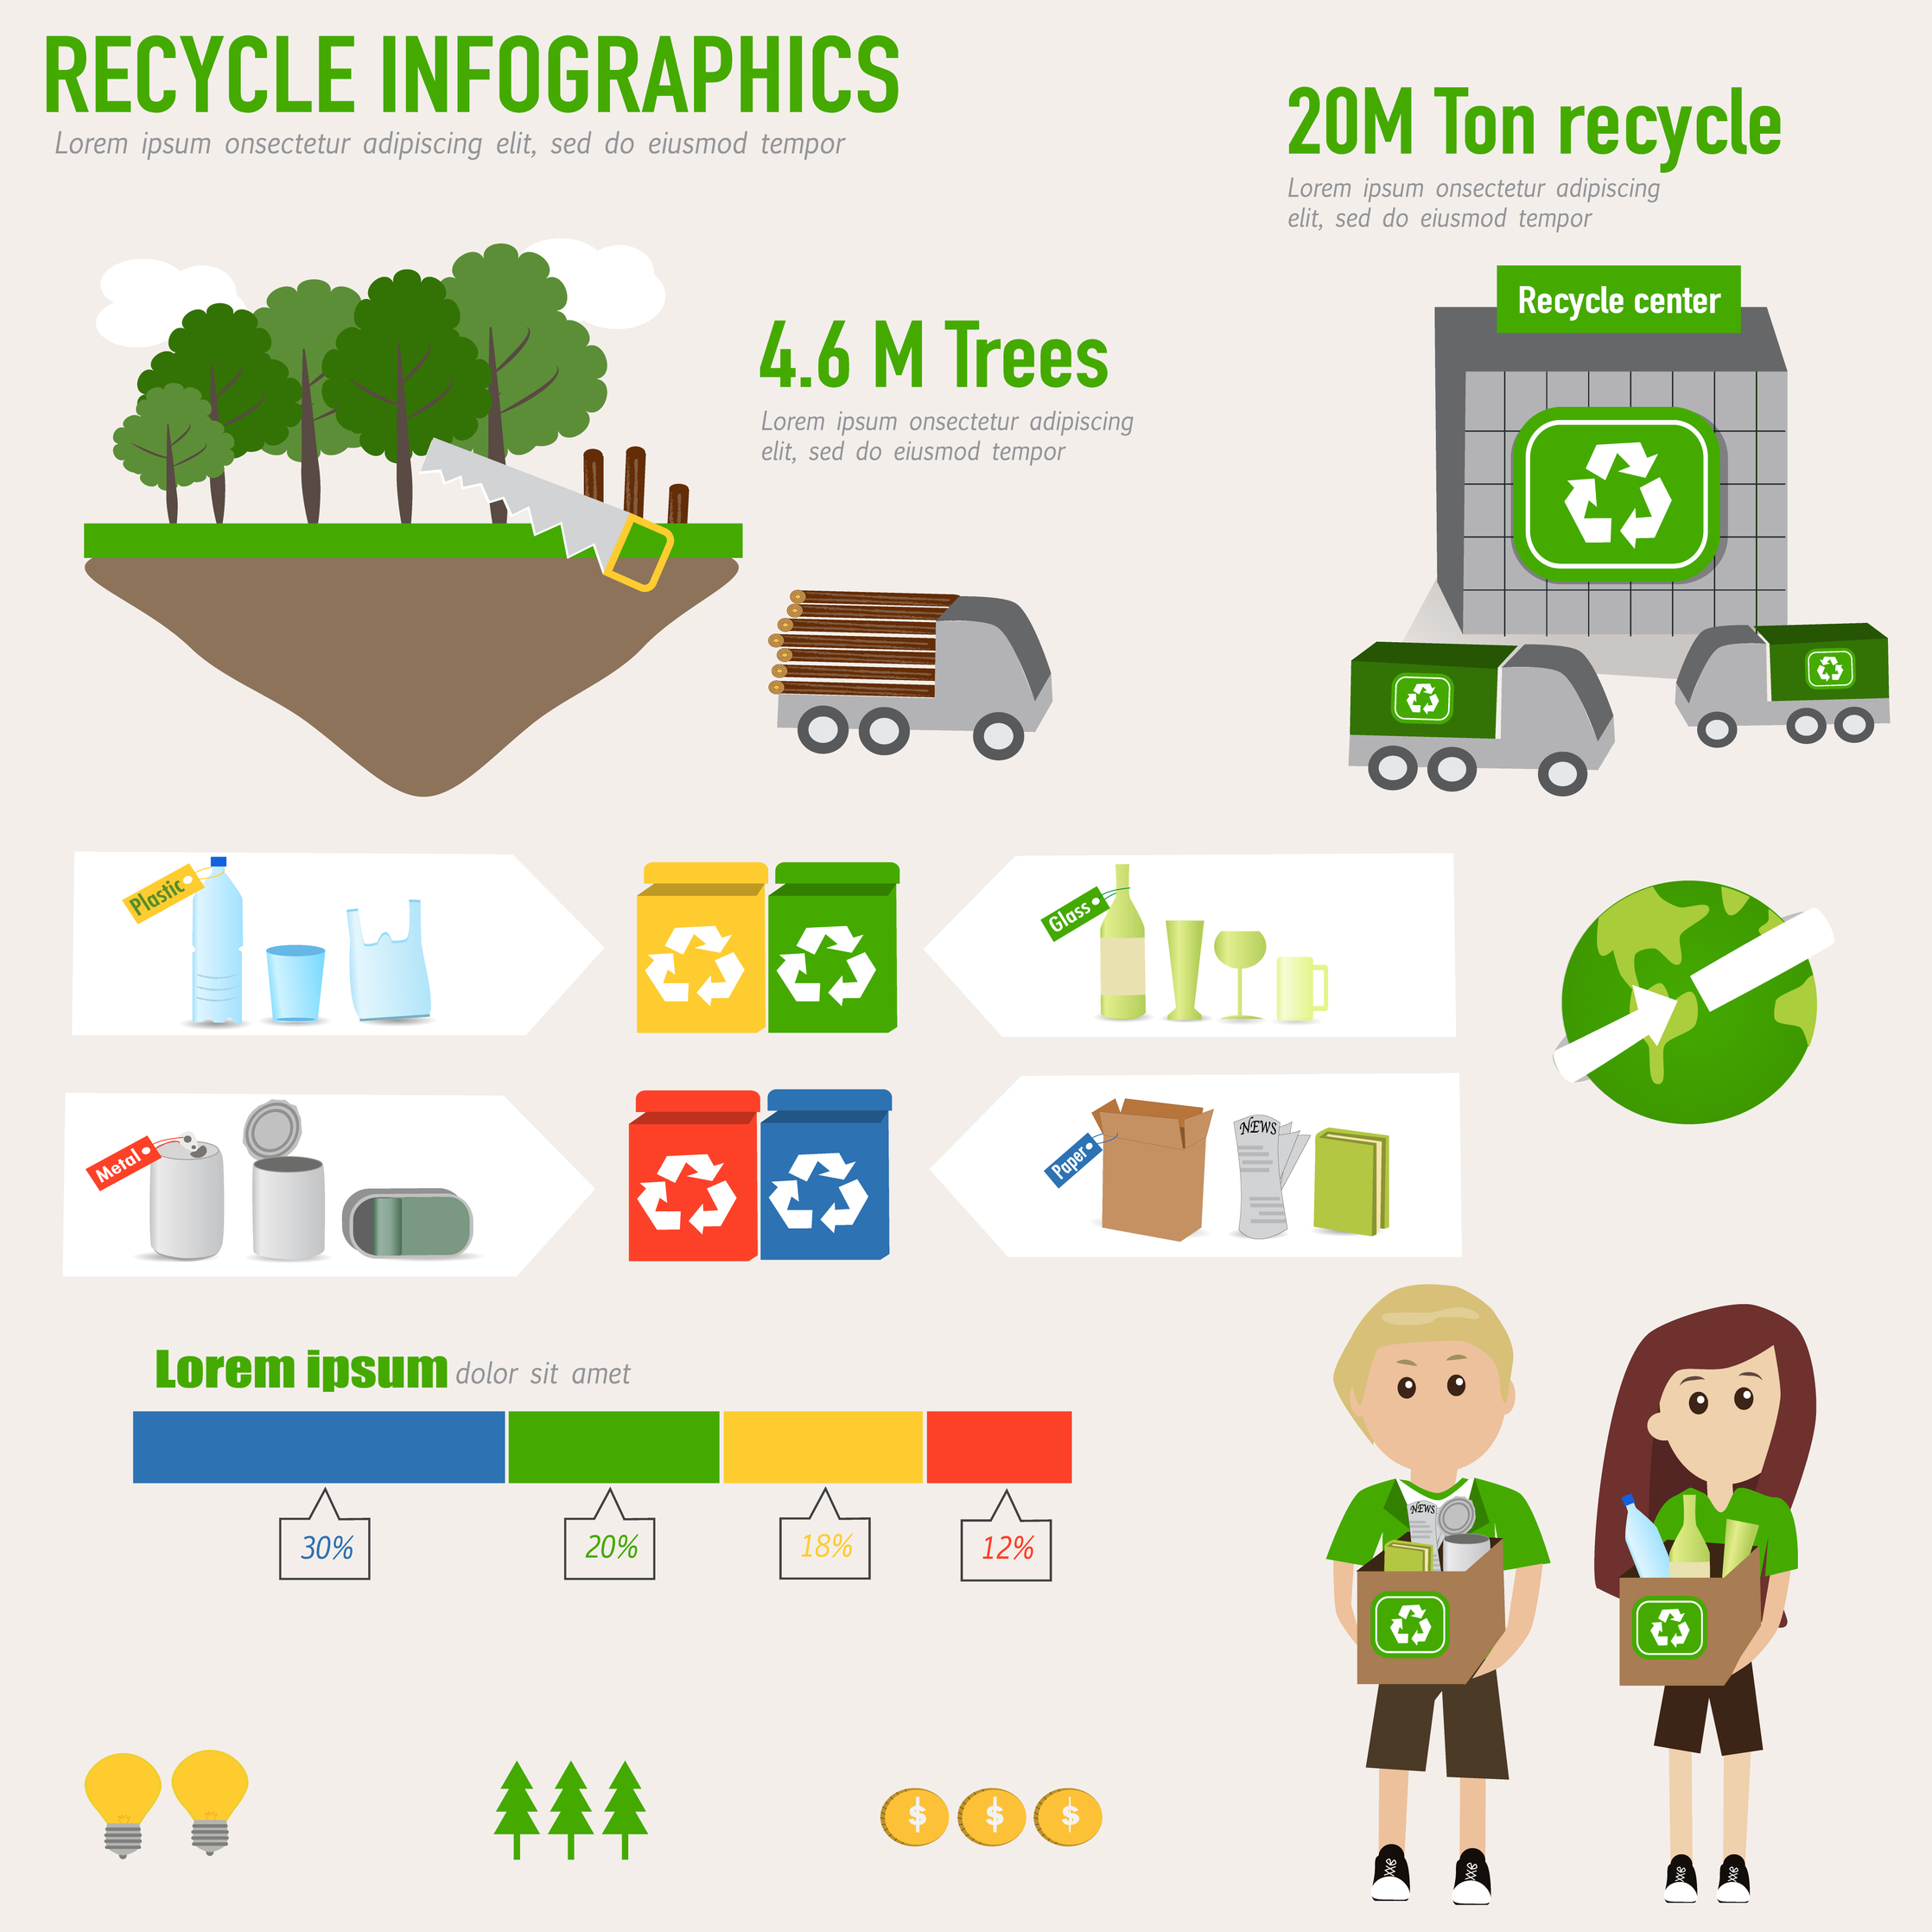 RECYCLE INFOGRAPHICS
Lorem ipsum onsectetur adipiscing elit, sed do eiusmod tempor
20M Ton recycle
Lorem ipsum onsectetur adipiscing
elit, sed do eiusmod tempor
Recycle center
4.6 M Trees
Lorem ipsum onsectetur adipiscing
elit, sed do eiusmod tempor
Plastic
Glass
Metal
Paper
NEWS
Lorem ipsum dolor sit amet
30%
20%
18%
12%
NEWS
$
$
$